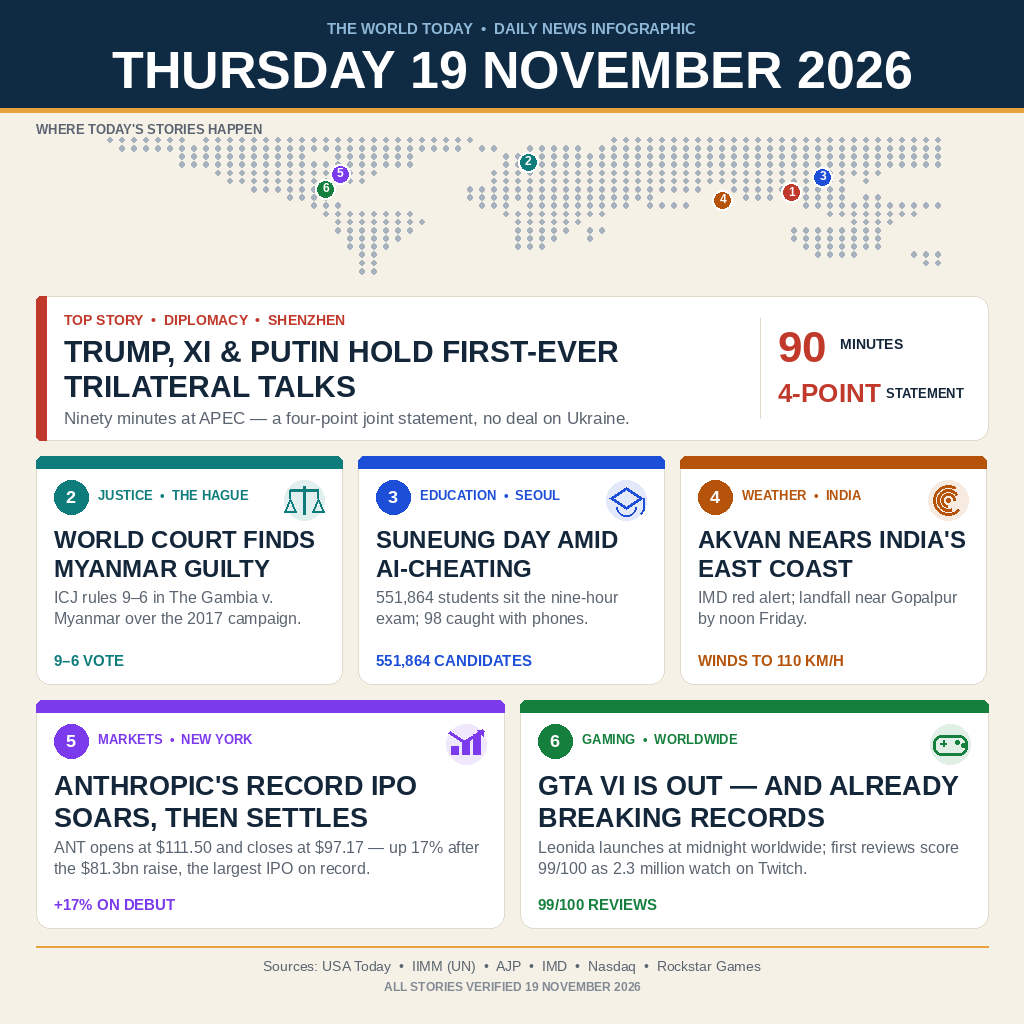 THE WORLD TODAY • DAILY NEWS INFOGRAPHIC
THURSDAY 19 NOVEMBER 2026
WHERE TODAY'S STORIES HAPPEN
2
5
3
6
1
4
TOP STORY • DIPLOMACY • SHENZHEN
TRUMP, XI & PUTIN HOLD FIRST-EVER
TRILATERAL TALKS
Ninety minutes at APEC — a four-point joint statement, no deal on Ukraine.
90 MINUTES
4-POINT STATEMENT
2 JUSTICE • THE HAGUE
WORLD COURT FINDS
MYANMAR GUILTY
ICJ rules 9–6 in The Gambia v.
Myanmar over the 2017 campaign.
9–6 VOTE
3 EDUCATION • SEOUL
SUNEUNG DAY AMID
AI-CHEATING
551,864 students sit the nine-hour
exam; 98 caught with phones.
551,864 CANDIDATES
4 WEATHER • INDIA
AKVAN NEARS INDIA'S
EAST COAST
IMD red alert; landfall near Gopalpur
by noon Friday.
WINDS TO 110 KM/H
5 MARKETS • NEW YORK
ANTHROPIC'S RECORD IPO
SOARS, THEN SETTLES
ANT opens at $111.50 and closes at $97.17 — up 17% after
the $81.3bn raise, the largest IPO on record.
+17% ON DEBUT
6 GAMING • WORLDWIDE
GTA VI IS OUT — AND ALREADY
BREAKING RECORDS
Leonida launches at midnight worldwide; first reviews score
99/100 as 2.3 million watch on Twitch.
99/100 REVIEWS
Sources: USA Today • IIMM (UN) • AJP • IMD • Nasdaq • Rockstar Games
ALL STORIES VERIFIED 19 NOVEMBER 2026